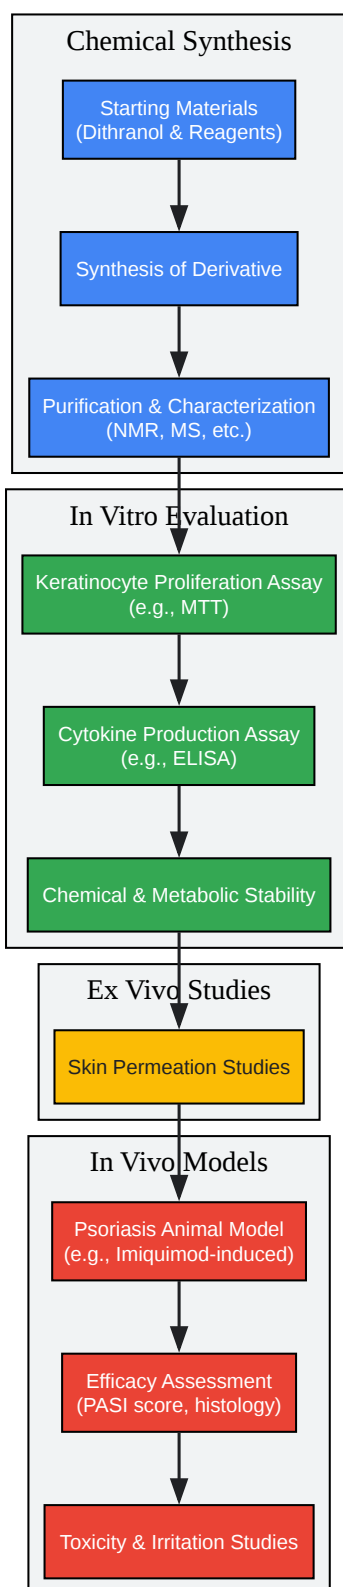 Chemical Synthesis
Starting Materials
(Dithranol & Reagents)
Synthesis of Derivative
Purification & Characterization
(NMR, MS, etc.)
In Vitro Evaluation
Keratinocyte Proliferation Assay
(e.g., MTT)
Cytokine Production Assay
(e.g., ELISA)
Chemical & Metabolic Stability
Ex Vivo Studies
Skin Permeation Studies
In Vivo Models
Psoriasis Animal Model
(e.g., Imiquimod-induced)
Efficacy Assessment
(PASI score, histology)
Toxicity & Irritation Studies